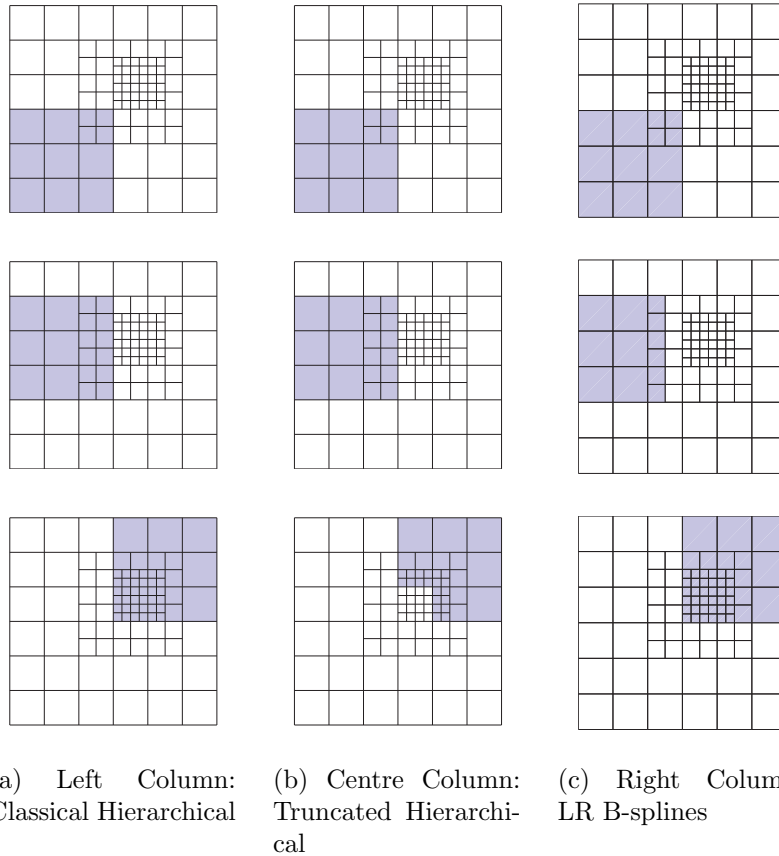 a) Left Column:
Classical Hierarchical
(b) Centre Column:
Truncated Hierarchi-
cal
(c) Right Colum
LR B-splines